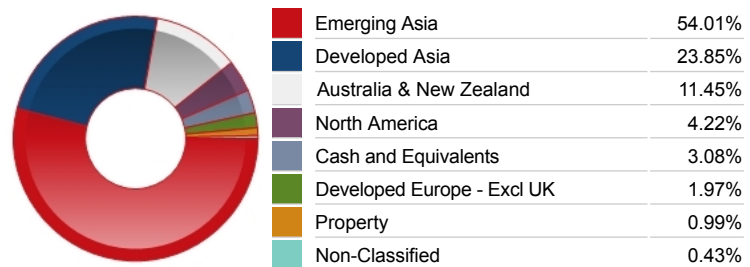 Emerging Asia 54.01%
Developed Asia 23.85%
Australia & New Zealand 11.45%
North America 4.22%
Cash and Equivalents 3.08%
Developed Europe - Excl UK 1.97%
Property 0.99%
Non-Classified 0.43%